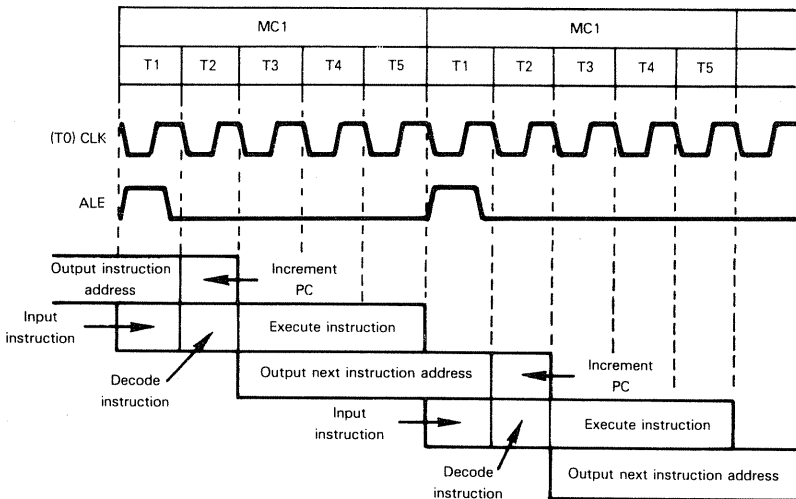 MC1 MC1
T1 T2 T3 T4 T5 T1 T2 T3 T4 T5
(T0) CLK
ALE
Output instruction
address
Increment
PC
Input
instruction
Execute instruction
Decode
instruction
Output next instruction address
Increment
PC
Input
instruction
Execute instruction
Decode
instruction
Output next instruction address